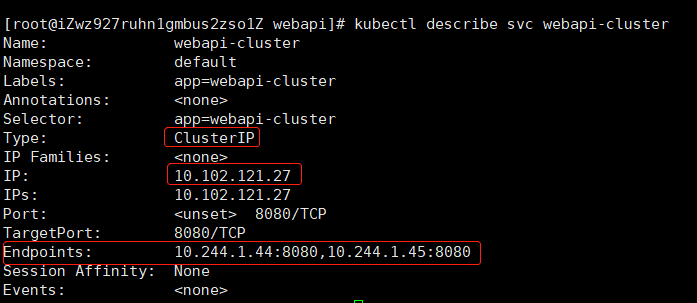 [root@iZwz927ruhn1gmbus2zso1Z webapi]# kubectl describe svc webapi-cluster
Name: webapi-cluster
Namespace: default
Labels: app=webapi-cluster
Annotations: <none>
Selector: app=webapi-cluster
Type: ClusterIP
IP Families: <none>
IP: 10.102.121.27
IPs: 10.102.121.27
Port: <unset> 8080/TCP
TargetPort: 8080/TCP
Endpoints: 10.244.1.44:8080,10.244.1.45:8080
Session Affinity: None
Events: <none>